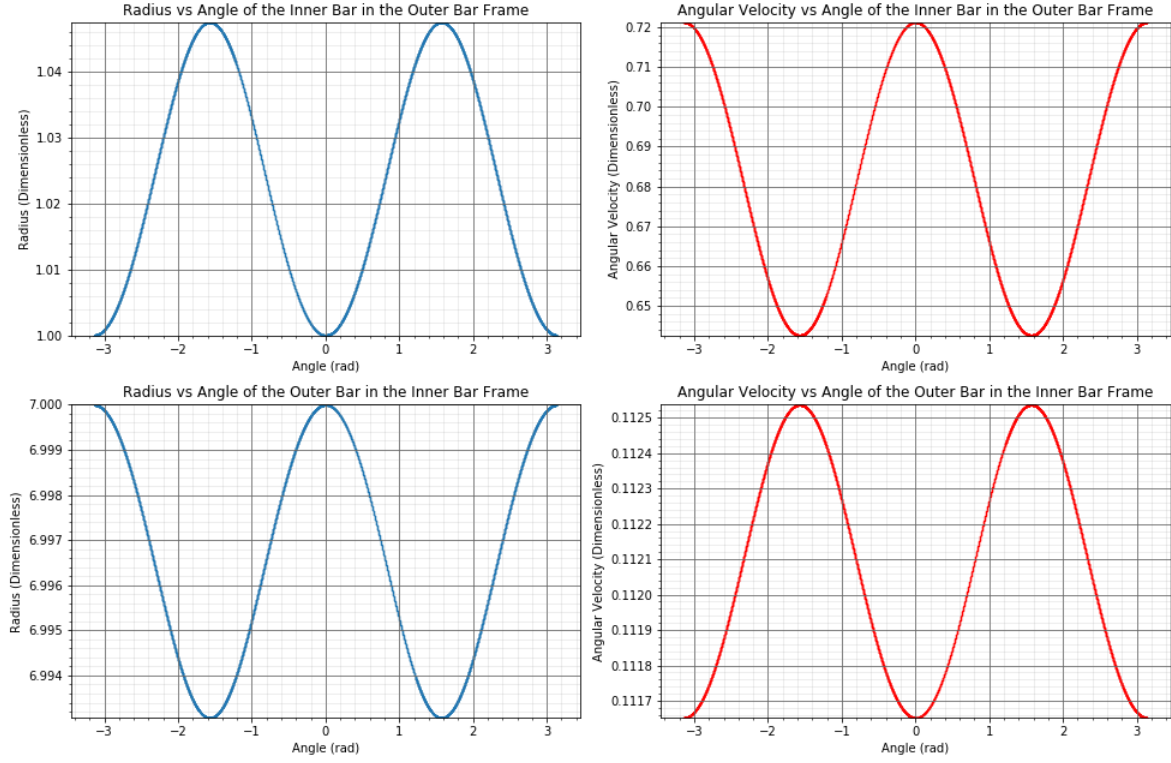 Radius vs Angle of the Inner Bar in the Outer Bar Frame
Radius (Dimensionless)
1.04
1.03
1.02
1.01
1.00
−3 −2 −1 0 1 2 3
Angle (rad)
Angular Velocity vs Angle of the Inner Bar in the Outer Bar Frame
Angular Velocity (Dimensionless)
0.72
0.71
0.70
0.69
0.68
0.67
0.66
0.65
−3 −2 −1 0 1 2 3
Angle (rad)
Radius vs Angle of the Outer Bar in the Inner Bar Frame
Radius (Dimensionless)
7.000
6.999
6.998
6.997
6.996
6.995
6.994
−3 −2 −1 0 1 2 3
Angle (rad)
Angular Velocity vs Angle of the Outer Bar in the Inner Bar Frame
Angular Velocity (Dimensionless)
0.1125
0.1124
0.1123
0.1122
0.1121
0.1120
0.1119
0.1118
0.1117
−3 −2 −1 0 1 2 3
Angle (rad)